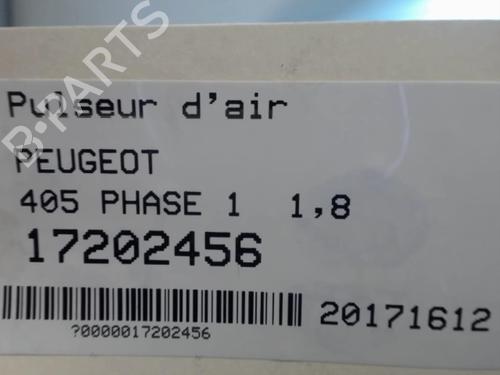 Pulseur d'air
PEUGEOT
405 PHASE 1 1,8
17202456
20171612
?0000017202456
B-PARTS